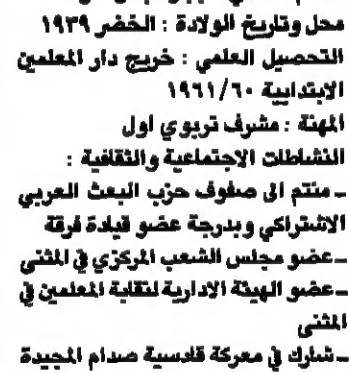 محل وتاريخ الولادة : الخضر ١٩٣٩
التحصيل العلمي : خريج دار المعلمين
الابتدايية ١٩٦١/٦٠
المهنة : مشرف تربوي اول
النشاطات الاجتماعية والثقافية :
ـ منتم الى صفوف حزب البعث العربي
الاشتراكي وبدرجة عضو قيادة فرقة
ـ عضو مجلس الشعب المركزي في المثنى
ـ عضو الهيئة الادارية لنقابة المعلمين في
المثنى
ـ شارك في معركة قادسية صدام المجيدة